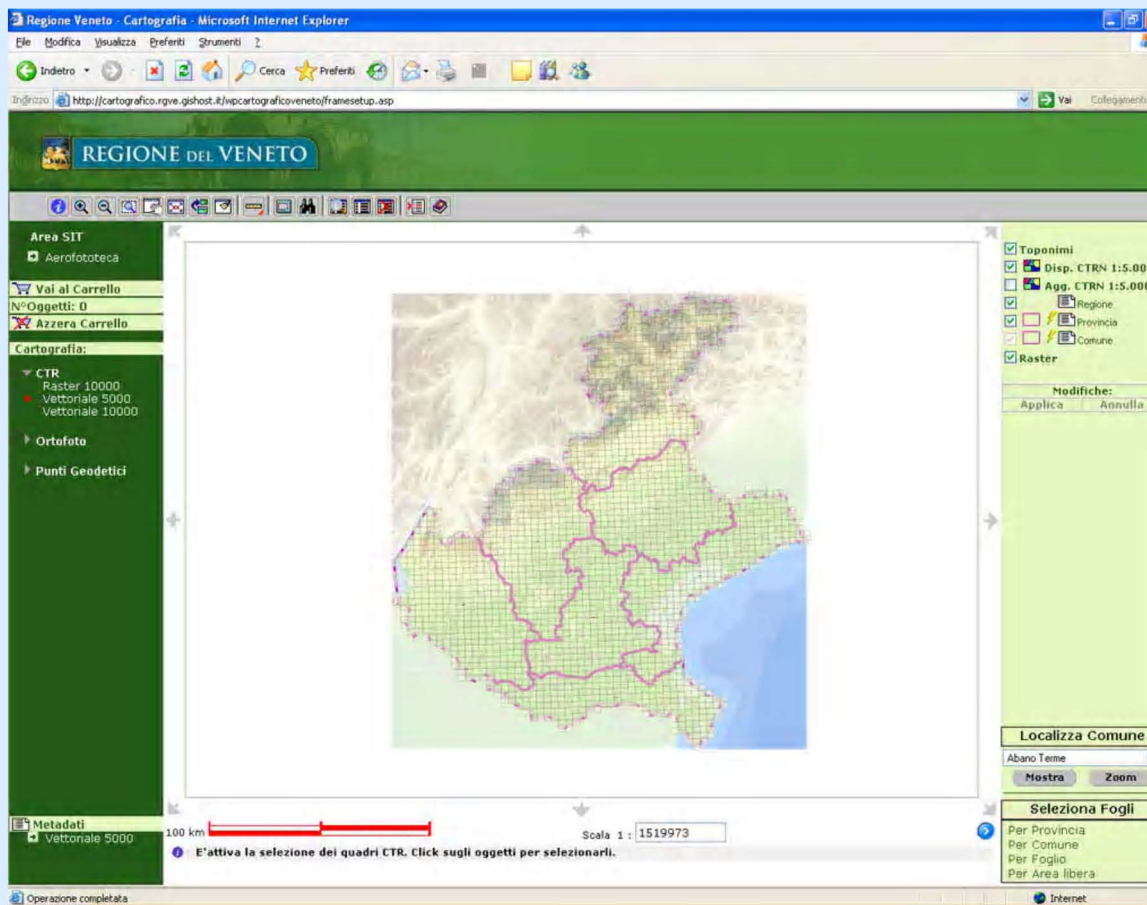 Regione Veneto - Cartografia - Microsoft Internet Explorer
File Modifica Visualizza Preferiti Strumenti ?
Indietro Cerca Preferiti
Indirizzo http://cartografico.rgve.gishost.it/wpcartograficoveneto/framesetup.asp Vai Collegamenti
REGIONE DEL VENETO
Area SIT
Aerofototeca
Vai al Carrello
N°Oggetti: 0
Azzera Carrello
Cartografia:
CTR
Raster 10000
Vettoriale 5000
Vettoriale 10000
Ortofoto
Punti Geodetici
Metadati
Vettoriale 5000
100 km
Scala 1 : 1519973
E'attiva la selezione dei quadri CTR. Click sugli oggetti per selezionarli.
Toponimi
Disp. CTRN 1:5.00
Agg. CTRN 1:5.000
Regione
Provincia
Comune
Raster
Modifiche:
Applica Annulla
Localizza Comune
Abano Terme
Mostra Zoom
Seleziona Fogli
Per Provincia
Per Comune
Per Foglio
Per Area libera
Operazione completata Internet